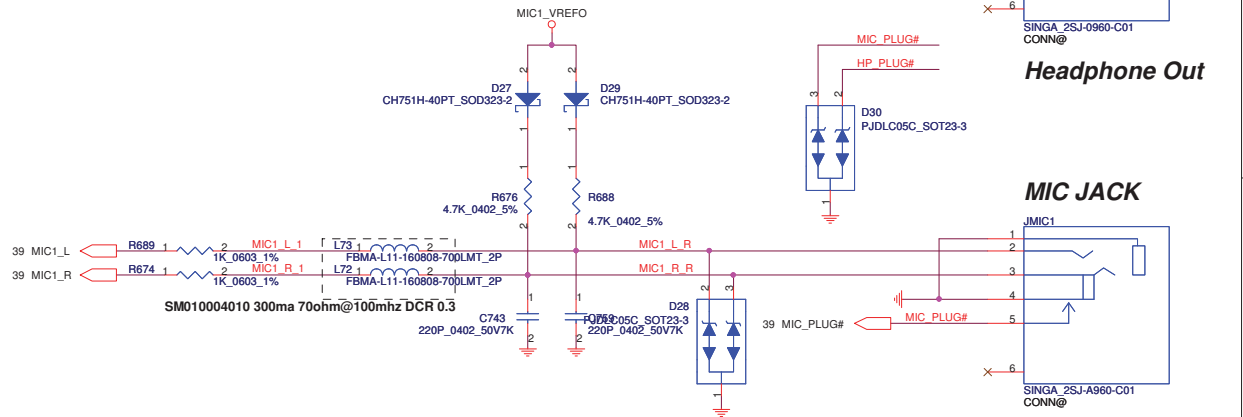 MIC1_VREFO
6
SINGA_2SJ-0960-C01
CONN@
Headphone Out
MIC_PLUG#
HP_PLUG#
2
2
D27
CH751H-40PT_SOD323-2
D29
CH751H-40PT_SOD323-2
1
1
3
2
D30
PJDLC05C_SOT23-3
1
1
1
R676
4.7K_0402_5%
R688
4.7K_0402_5%
2
2
MIC JACK
JMIC1
39 MIC1_L
R689
1
2
1K_0603_1%
MIC1_L_1
L73
1
2
FBMA-L11-160808-700LMT_2P
MIC1_L_R
1
2
39 MIC1_R
R674
1
2
1K_0603_1%
MIC1_R_1
L72
1
2
FBMA-L11-160808-700LMT_2P
MIC1_R_R
3
4
SM010004010 300ma 70ohm@100mhz DCR 0.3
1
C743
220P_0402_50V7K
2
1
C759
220P_0402_50V7K
2
2
3
D28
PJDLC05C_SOT23-3
1
39 MIC_PLUG#
MIC_PLUG#
5
6
SINGA_2SJ-A960-C01
CONN@